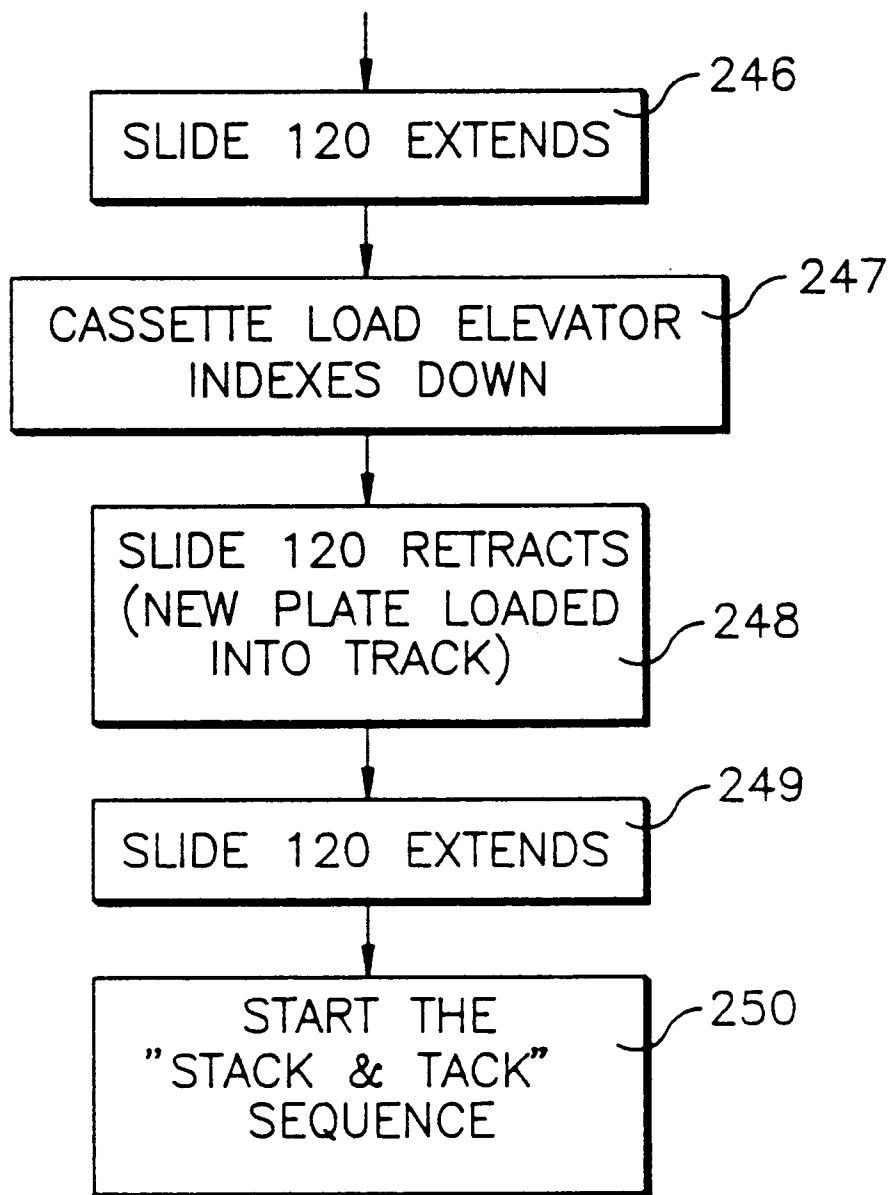 246
SLIDE 120 EXTENDS
247
CASSETTE LOAD ELEVATOR
INDEXES DOWN
SLIDE 120 RETRACTS
(NEW PLATE LOADED
INTO TRACK)
248
249
SLIDE 120 EXTENDS
250
START THE
"STACK & TACK"
SEQUENCE